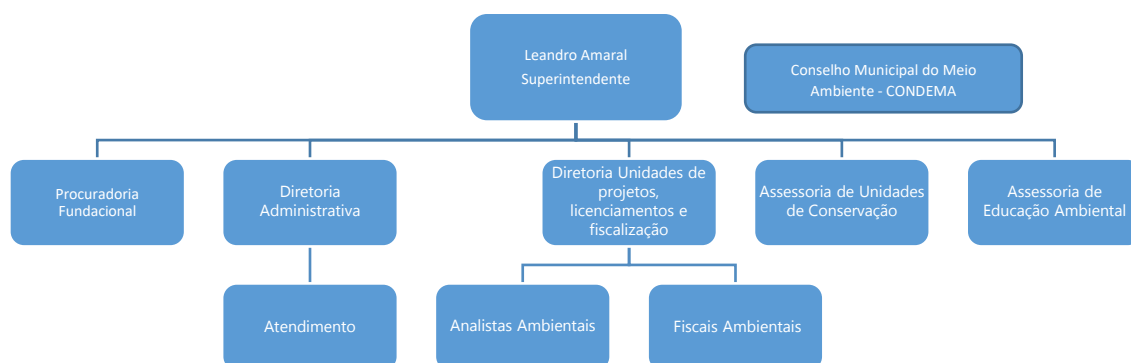 Leandro Amaral
Superintendente
Conselho Municipal do Meio
Ambiente - CONDEMA
Procuradoria
Fundacional
Diretoria
Administrativa
Diretoria Unidades de
projetos,
licenciamentos e
fiscalização
Assessoria de Unidades
de Conservação
Assessoria de
Educação Ambiental
Atendimento
Analistas Ambientais
Fiscais Ambientais